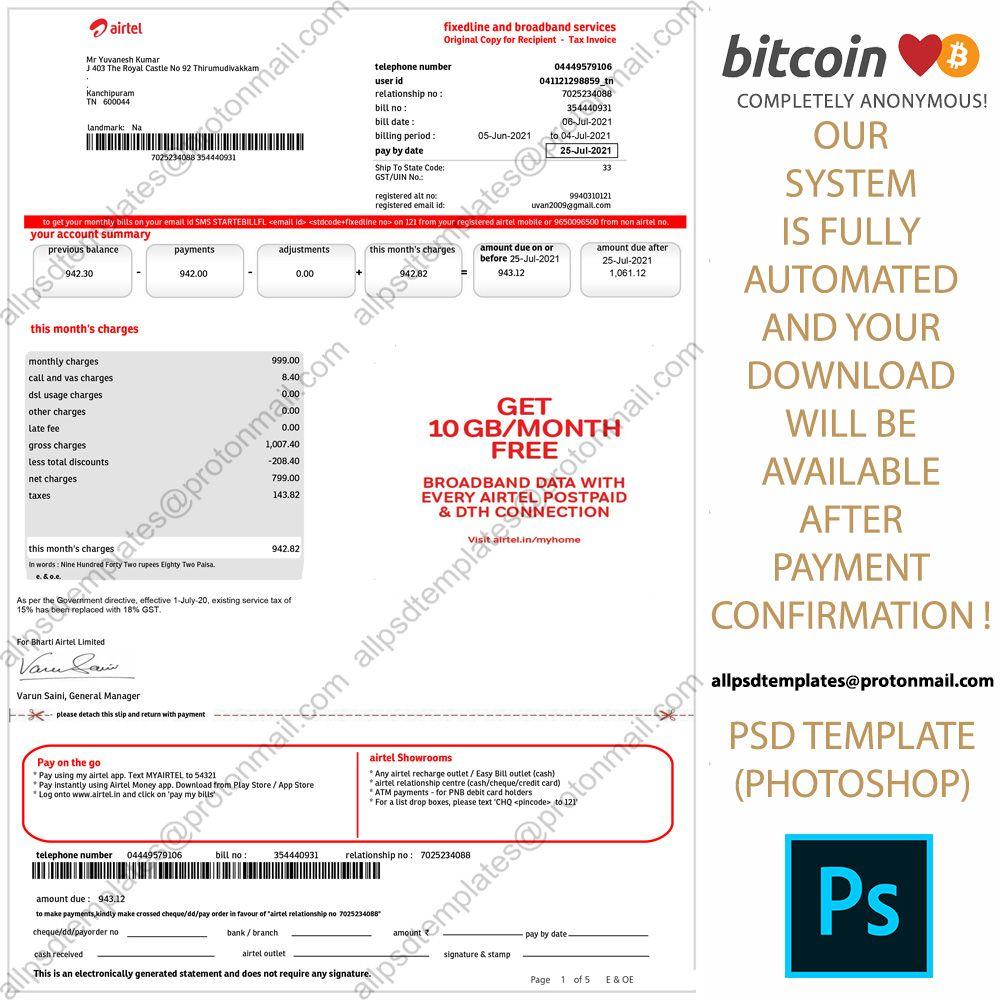 airtel
fixedline and broadband services
Original Copy for Recipient - Tax Invoice
Mr Yuvanesh Kumar
J 403 The Royal Castle No 92 Thirumudivakkam
.
.
Kanchipuram
TN 600044
landmark: Na
7025234088 354440931
telephone number 04449579106
user id 041121298859_tn
relationship no : 7025234088
bill no : 354440931
bill date : 06-Jul-2021
billing period : 05-Jun-2021 to 04-Jul-2021
pay by date 25-Jul-2021
Ship To State Code: 33
GST/UIN No.:
registered alt no: 9940310121
registered email id: uvan2009@gmail.com
to get your monthly bills on your email id SMS STARTEBILLFL <email id> <stdcode+fixedline no> on 121 from your registered airtel mobile or 9650096500 from non airtel no.
your account summary
previous balance payments adjustments this month's charges amount due on or before 25-Jul-2021 amount due after 25-Jul-2021
942.30 - 942.00 - 0.00 + 942.82 = 943.12 1,061.12
this month's charges
monthly charges 999.00
call and vas charges 8.40
dsl usage charges 0.00
other charges 0.00
late fee 0.00
gross charges 1,007.40
less total discounts -208.40
net charges 799.00
taxes 143.82
this month's charges 942.82
In words : Nine Hundred Forty Two rupees Eighty Two Paisa.
e. & o.e.
GET
10 GB/MONTH
FREE
BROADBAND DATA WITH
EVERY AIRTEL POSTPAID
& DTH CONNECTION
Visit airtel.in/myhome
As per the Government directive, effective 1-July-20, existing service tax of
15% has been replaced with 18% GST.
For Bharti Airtel Limited
Varun Saini
Varun Saini, General Manager
please detach this slip and return with payment
Pay on the go
* Pay using my airtel app. Text MYAIRTEL to 54321
* Pay instantly using Airtel Money app. Download from Play Store / App Store
* Log onto www.airtel.in and click on 'pay my bills'
airtel Showrooms
* Any airtel recharge outlet / Easy Bill outlet (cash)
* airtel relationship centre (cash/cheque/credit card)
* ATM payments - for PNB debit card holders
* For a list drop boxes, please text 'CHQ <pincode> to 121'
telephone number 04449579106 bill no : 354440931 relationship no : 7025234088
amount due : 943.12
to make payments,kindly make crossed cheque/dd/pay order in favour of "airtel relationship no 7025234088"
cheque/dd/payorder no bank / branch amount ₹ pay by date
cash received airtel outlet signature & stamp
This is an electronically generated statement and does not require any signature.
Page 1 of 5 E & OE
allpsdtemplates@protonmail.com
allpsdtemplates@protonmail.com
allpsdtemplates@protonmail.com
allpsdtemplates@protonmail.com
allpsdtemplates@protonmail.com
allpsdtemplates@protonmail.com
bitcoin
COMPLETELY ANONYMOUS!
OUR
SYSTEM
IS FULLY
AUTOMATED
AND YOUR
DOWNLOAD
WILL BE
AVAILABLE
AFTER
PAYMENT
CONFIRMATION !
allpsdtemplates@protonmail.com
PSD TEMPLATE
(PHOTOSHOP)
Ps